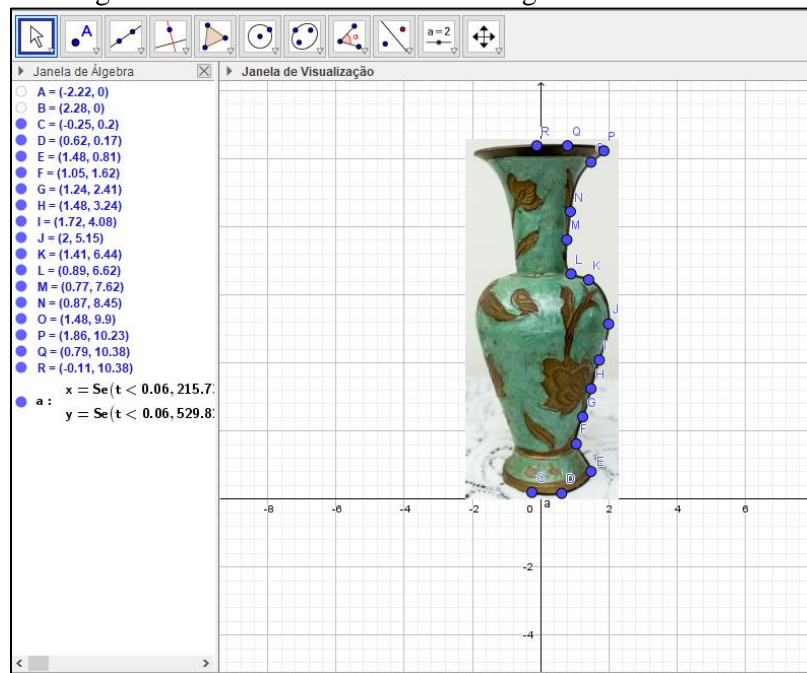 a=2
Janela de Álgebra
Janela de Visualização
A = (-2.22, 0)
B = (2.28, 0)
C = (-0.25, 0.2)
D = (0.62, 0.17)
E = (1.48, 0.81)
F = (1.05, 1.62)
G = (1.24, 2.41)
H = (1.48, 3.24)
I = (1.72, 4.08)
J = (2, 5.15)
K = (1.41, 6.44)
L = (0.89, 6.62)
M = (0.77, 7.62)
N = (0.87, 8.45)
O = (1.48, 9.9)
P = (1.86, 10.23)
Q = (0.79, 10.38)
R = (-0.11, 10.38)
a :
x = Se(t < 0.06, 215.7
y = Se(t < 0.06, 529.8
R Q P
N
M
L K
J
H
G
F
E
C D
-8 -6 -4 -2 0 a 2 4 6
-2
-4